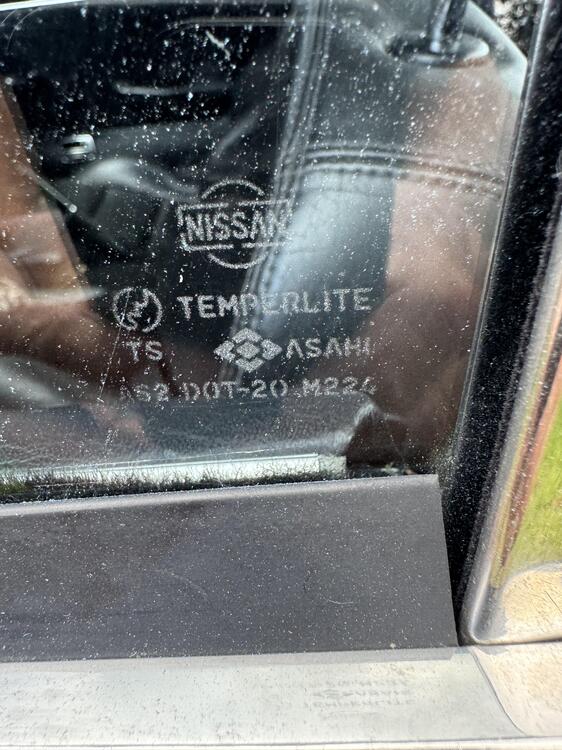 NISSAN
TEMPERLITE
TS ASAHI
AS2 DOT-20 M224